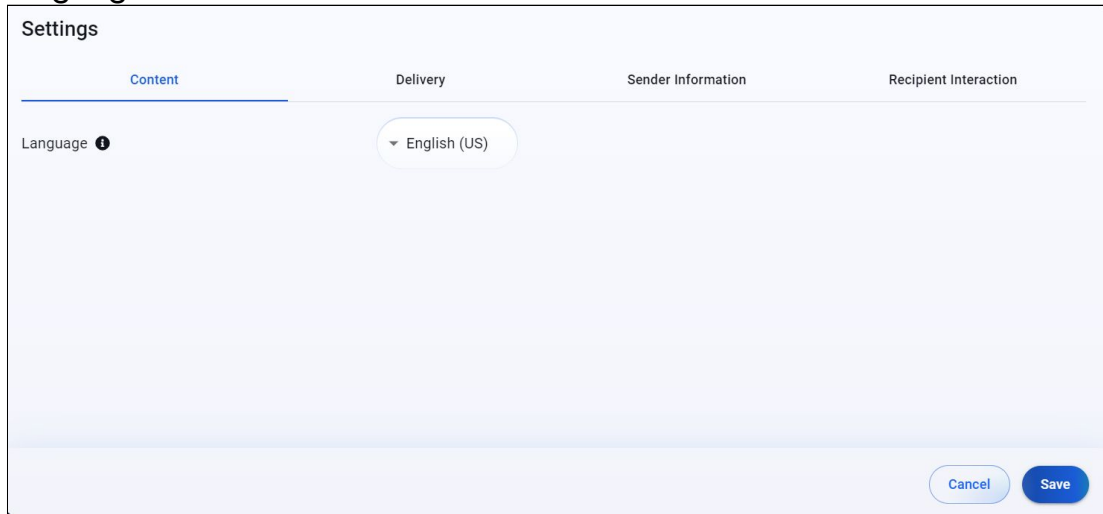 Settings
Content Delivery Sender Information Recipient Interaction
Language English (US)
Cancel Save